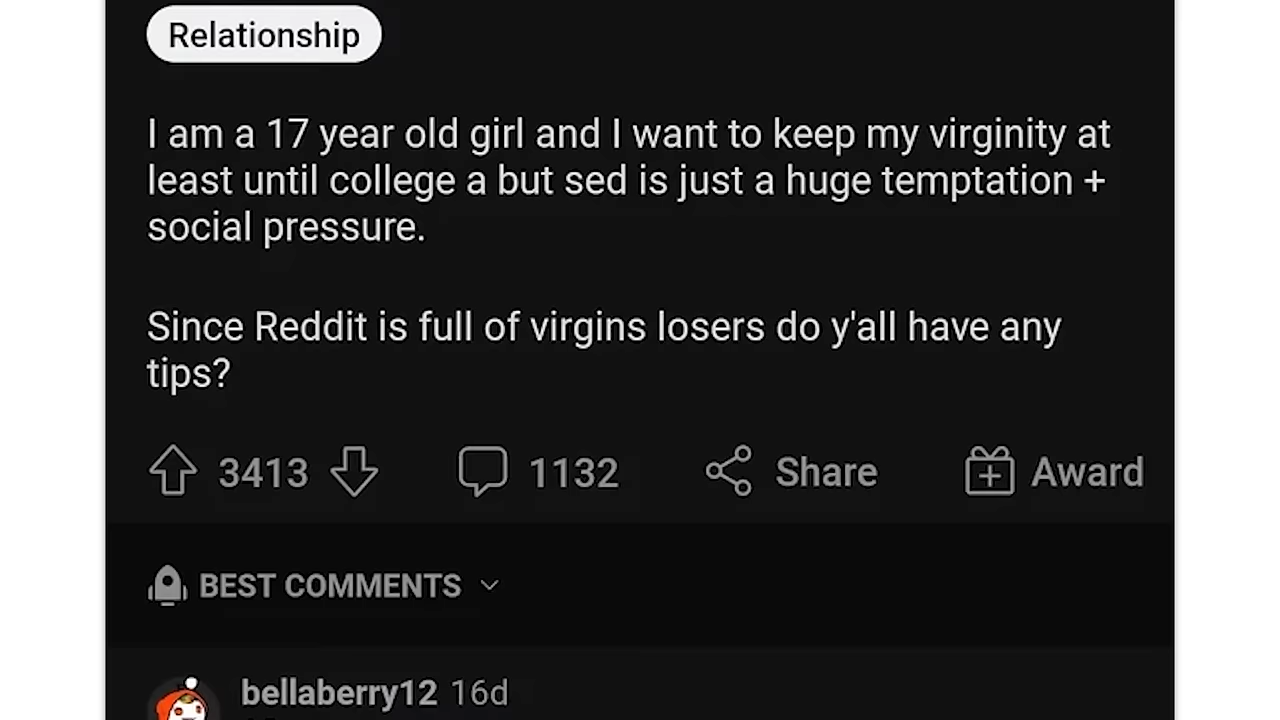 Relationship
I am a 17 year old girl and I want to keep my virginity at
least until college a but sed is just a huge temptation +
social pressure.
Since Reddit is full of virgins losers do y'all have any
tips?
3413 1132 Share Award
BEST COMMENTS
bellaberry12 16d